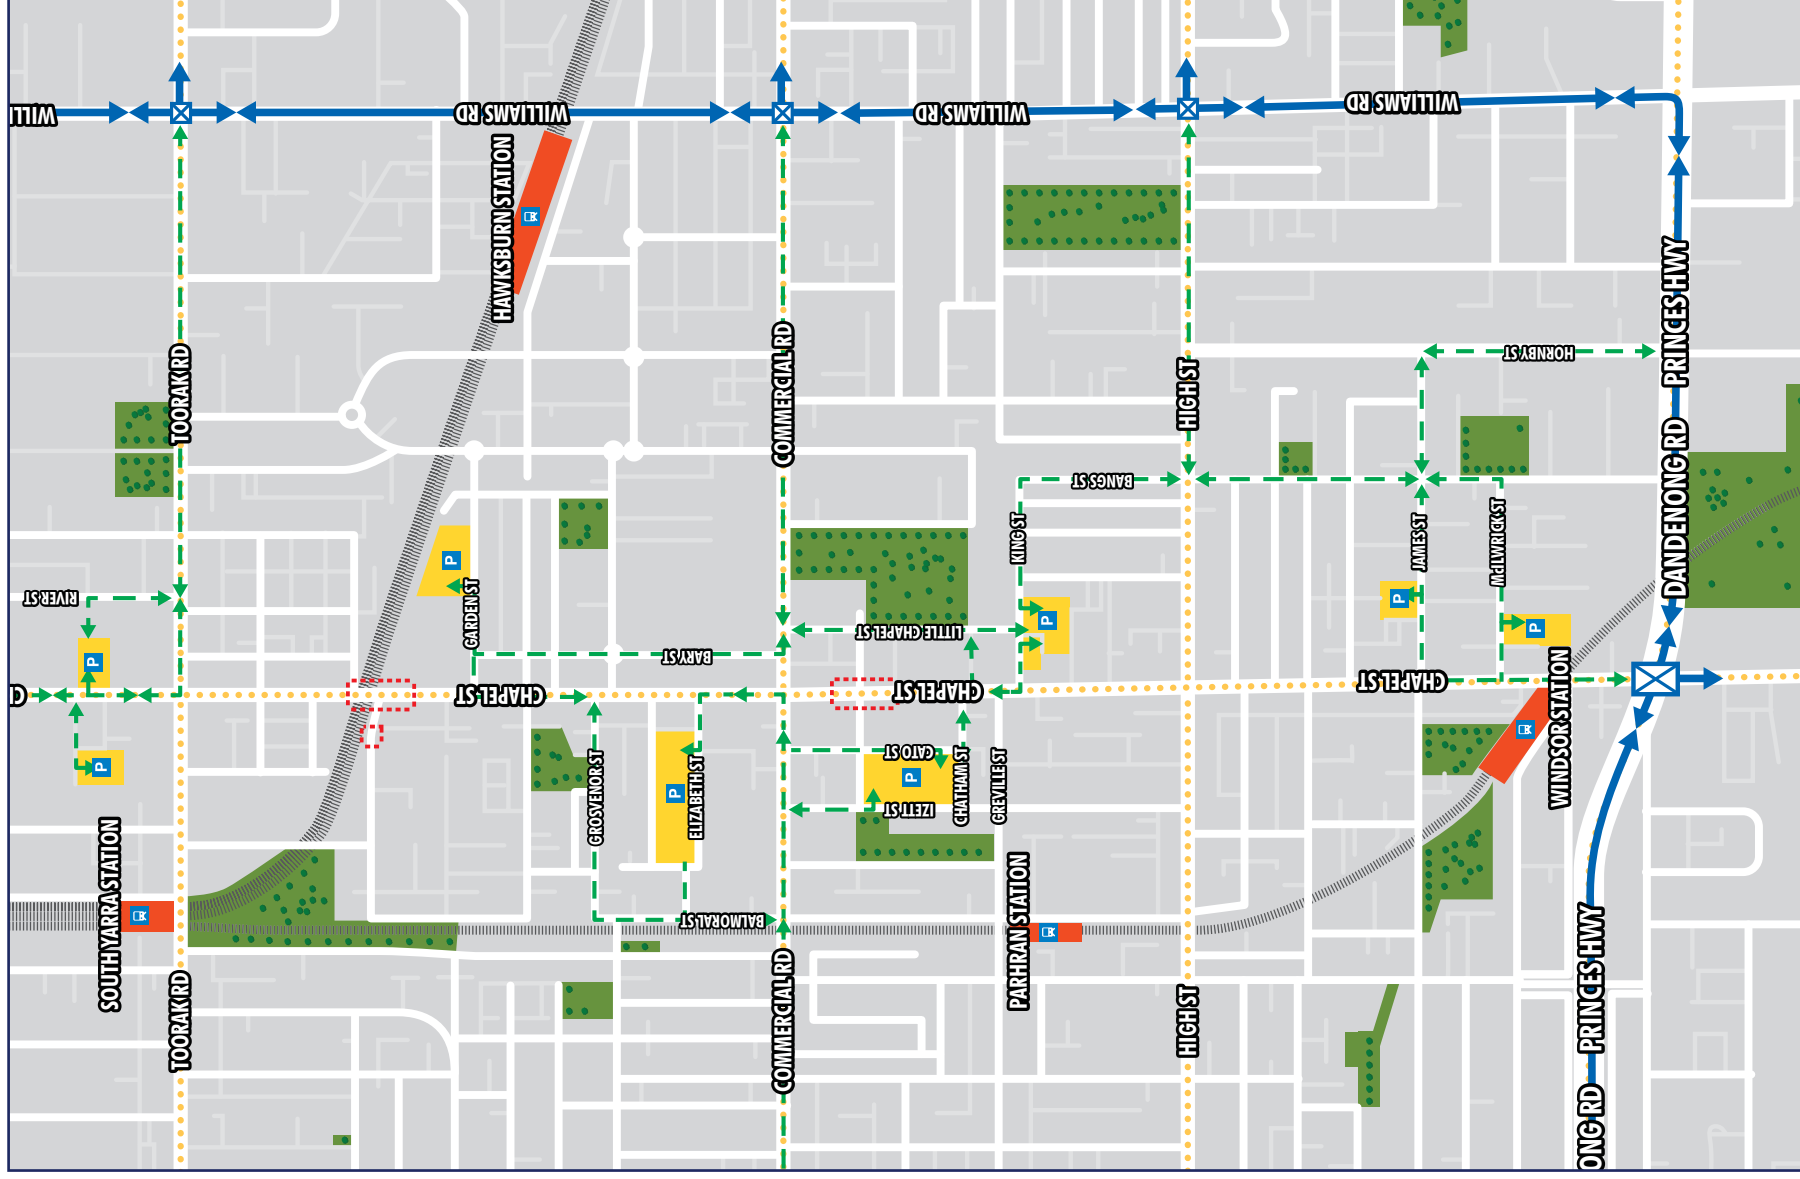 WILL
WILLIAMS RD
WILLIAMS RD
WILLIAMS RD
HAWKSBURN STATION
TOORAK RD
COMMERCIAL RD
HIGH ST
HORNBY ST
PRINCES HWY
DANDENONG RD
BANGS ST
KING ST
JAMES ST
McILWRICK ST
P
RIVER ST
GARDEN ST
P
P
P
P
P
LITTLE CHAPEL ST
BARY ST
C
CHAPEL ST
CHAPEL ST
CHAPEL ST
WINDSOR STATION
P
P
P
GROSVENOR ST
ELIZABETH ST
CATO ST
CHATHAM ST
GREVILLE ST
IZETT ST
SOUTH YARRA STATION
BALMORAL ST
PARHRAN STATION
TOORAK RD
COMMERCIAL RD
HIGH ST
PRINCES HWY
ONG RD